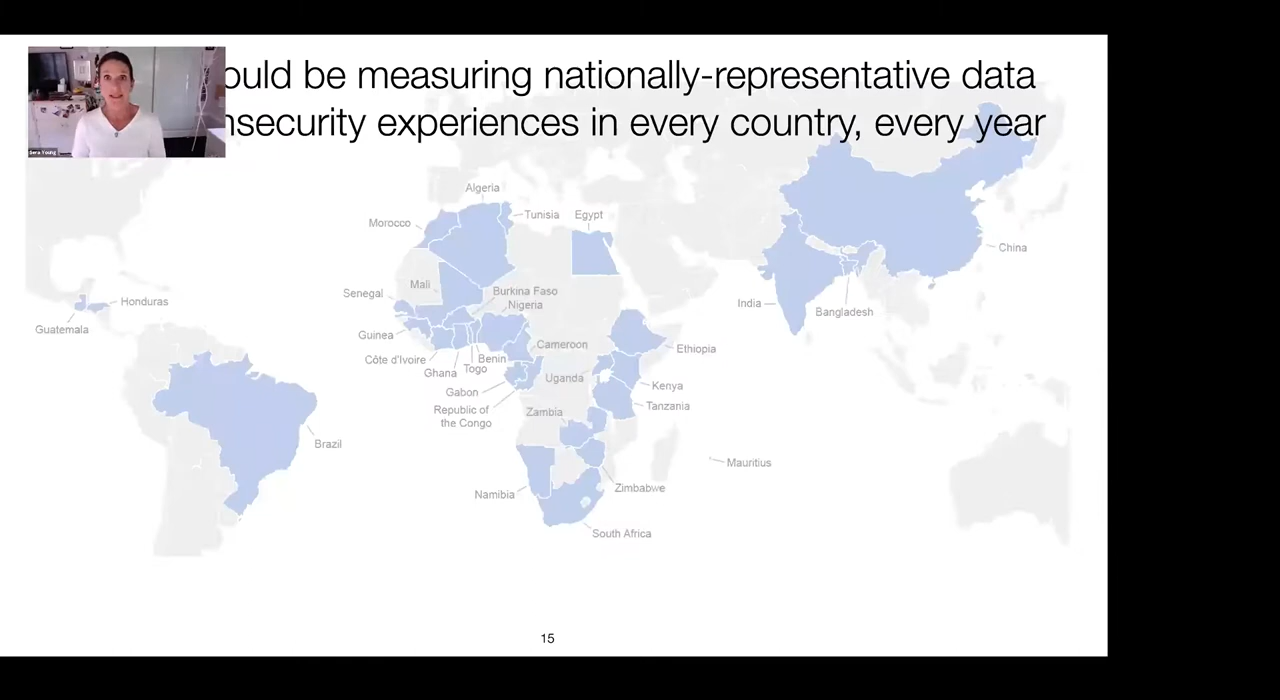 ould be measuring nationally-representative data
nsecurity experiences in every country, every year
Sera Young
Algeria
Tunisia
Egypt
Morocco
China
Mali
Burkina Faso
Senegal
Honduras
Nigeria
India
Bangladesh
Guatemala
Guinea
Cameroon
Ethiopia
Côte d'Ivoire
Benin
Ghana
Togo
Uganda
Kenya
Gabon
Tanzania
Republic of
the Congo
Zambia
Brazil
Mauritius
Namibia
Zimbabwe
South Africa
15